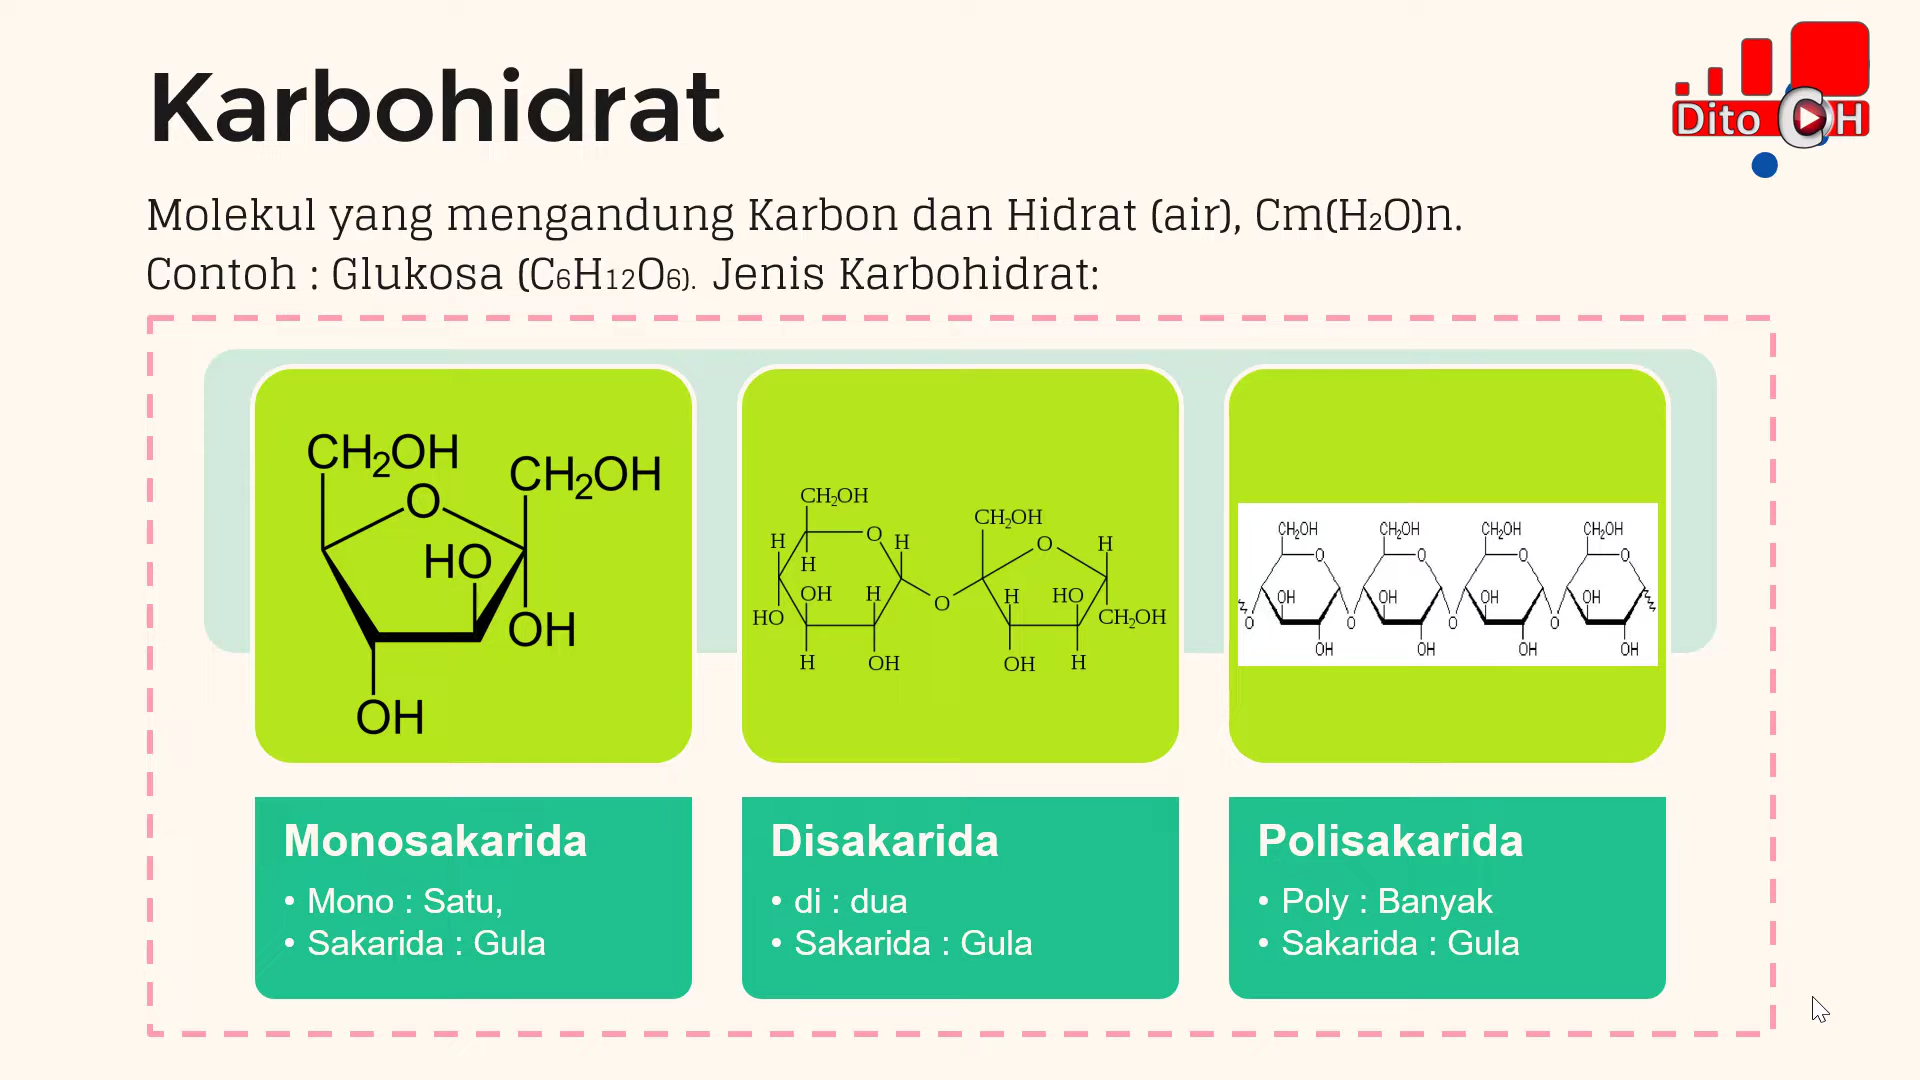 Karbohidrat
Dito CH
Molekul yang mengandung Karbon dan Hidrat (air), Cm(H₂O)n.
Contoh : Glukosa (C₆H₁₂O₆). Jenis Karbohidrat:
CH₂OH
CH₂OH
O
HO
OH
OH
CH₂OH
CH₂OH
O
O
H
H
H
H
OH
H
H
HO
O
HO
CH₂OH
H
OH
OH
H
CH₂OH
CH₂OH
CH₂OH
CH₂OH
O
O
O
O
OH
OH
OH
OH
O
O
O
O
OH
OH
OH
OH
Monosakarida
• Mono : Satu,
• Sakarida : Gula
Disakarida
• di : dua
• Sakarida : Gula
Polisakarida
• Poly : Banyak
• Sakarida : Gula